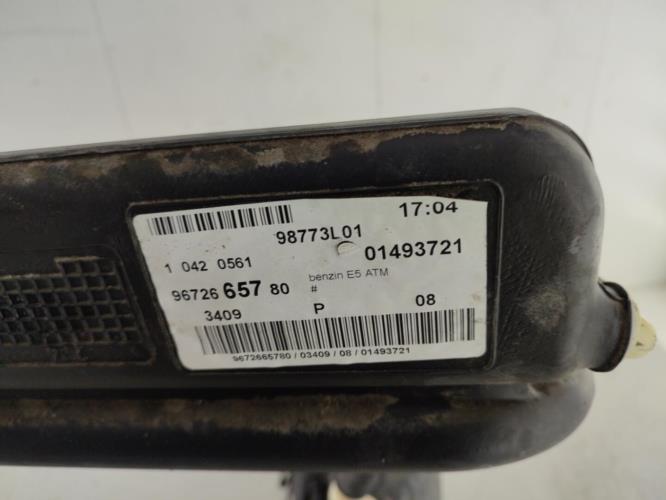 98773L01 17:04
1 042 0561 01493721
96726 657 80 benzin E5 ATM
#
3409 P 08
9672665780 / 03409 / 08 / 01493721